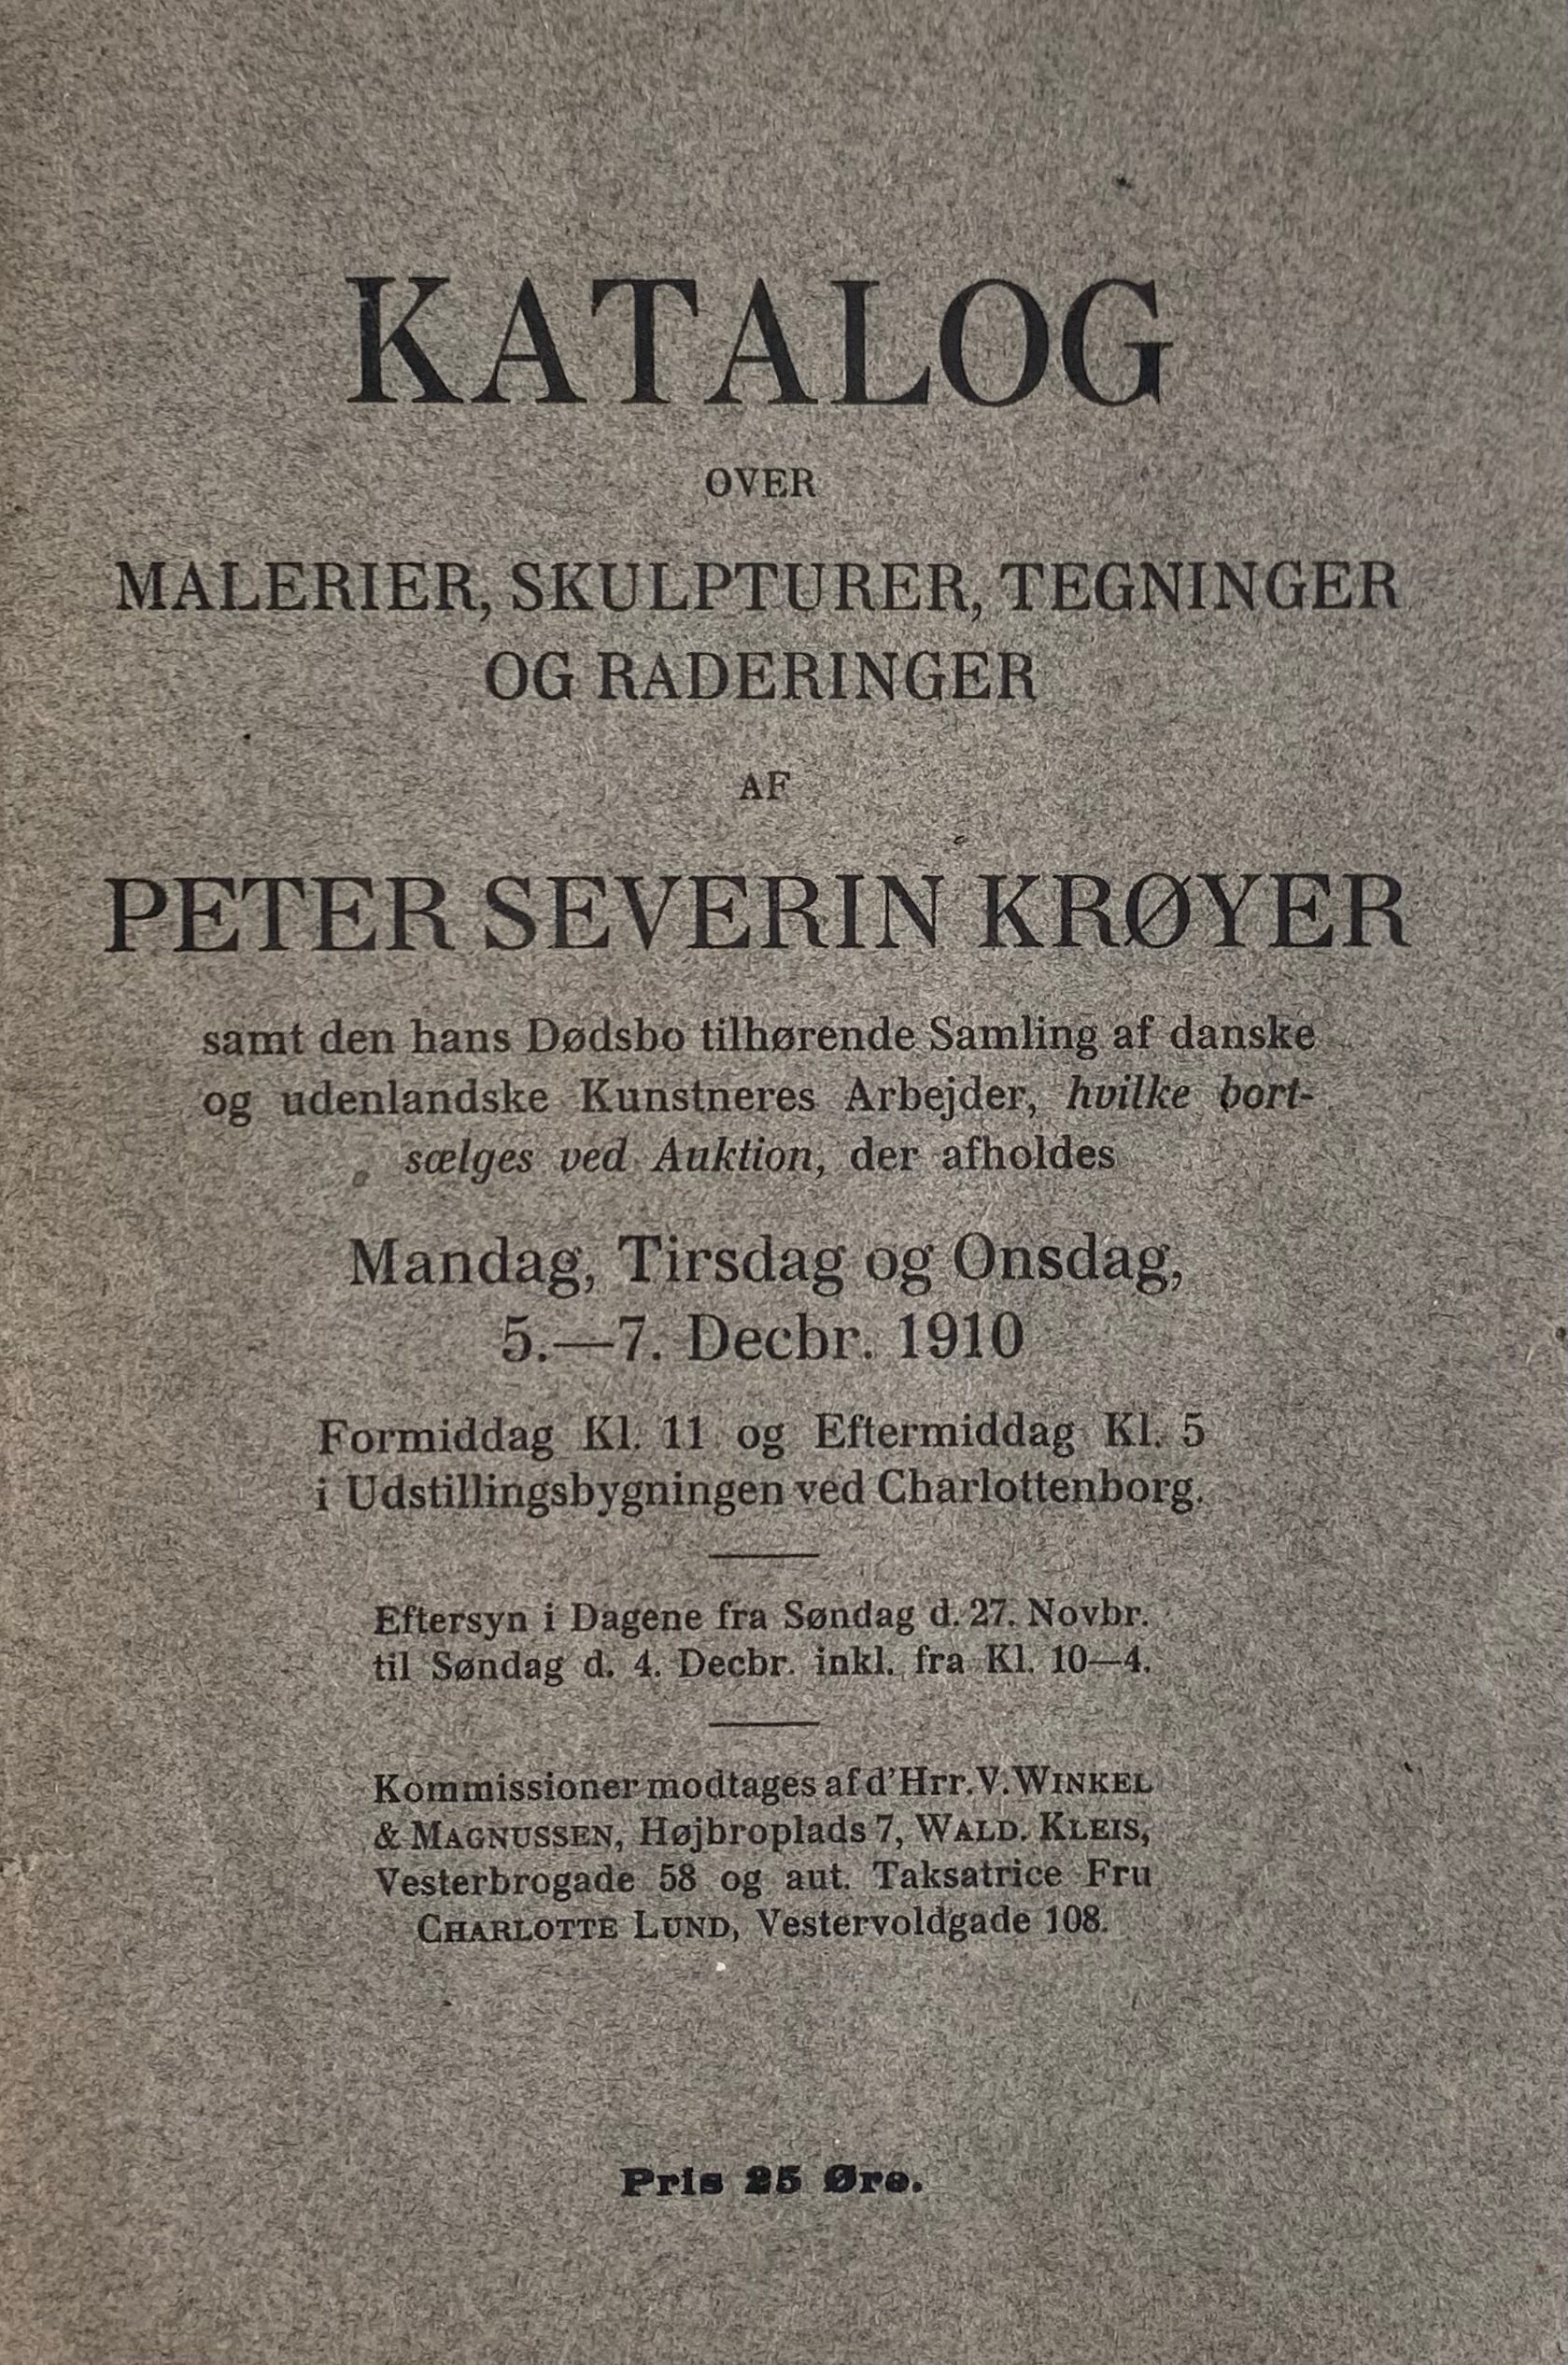 KATALOG
OVER
MALERIER, SKULPTURER, TEGNINGER
OG RADERINGER
AF
PETER SEVERIN KRØYER
samt den hans Dødsbo tilhørende Samling af danske
og udenlandske Kunstneres Arbejder, hvilke bort-
sælges ved Auktion, der afholdes
Mandag, Tirsdag og Onsdag,
5.—7. Decbr. 1910
Formiddag Kl. 11 og Eftermiddag Kl. 5
i Udstillingsbygningen ved Charlottenborg.
Eftersyn i Dagene fra Søndag d. 27. Novbr.
til Søndag d. 4. Decbr. inkl. fra Kl. 10—4.
Kommissioner modtages af d'Hrr. V. WINKEL
& MAGNUSSEN, Højbroplads 7, WALD. KLEIS,
Vesterbrogade 58 og aut. Taksatrice Fru
CHARLOTTE LUND, Vestervoldgade 108.
Pris 25 Øre.